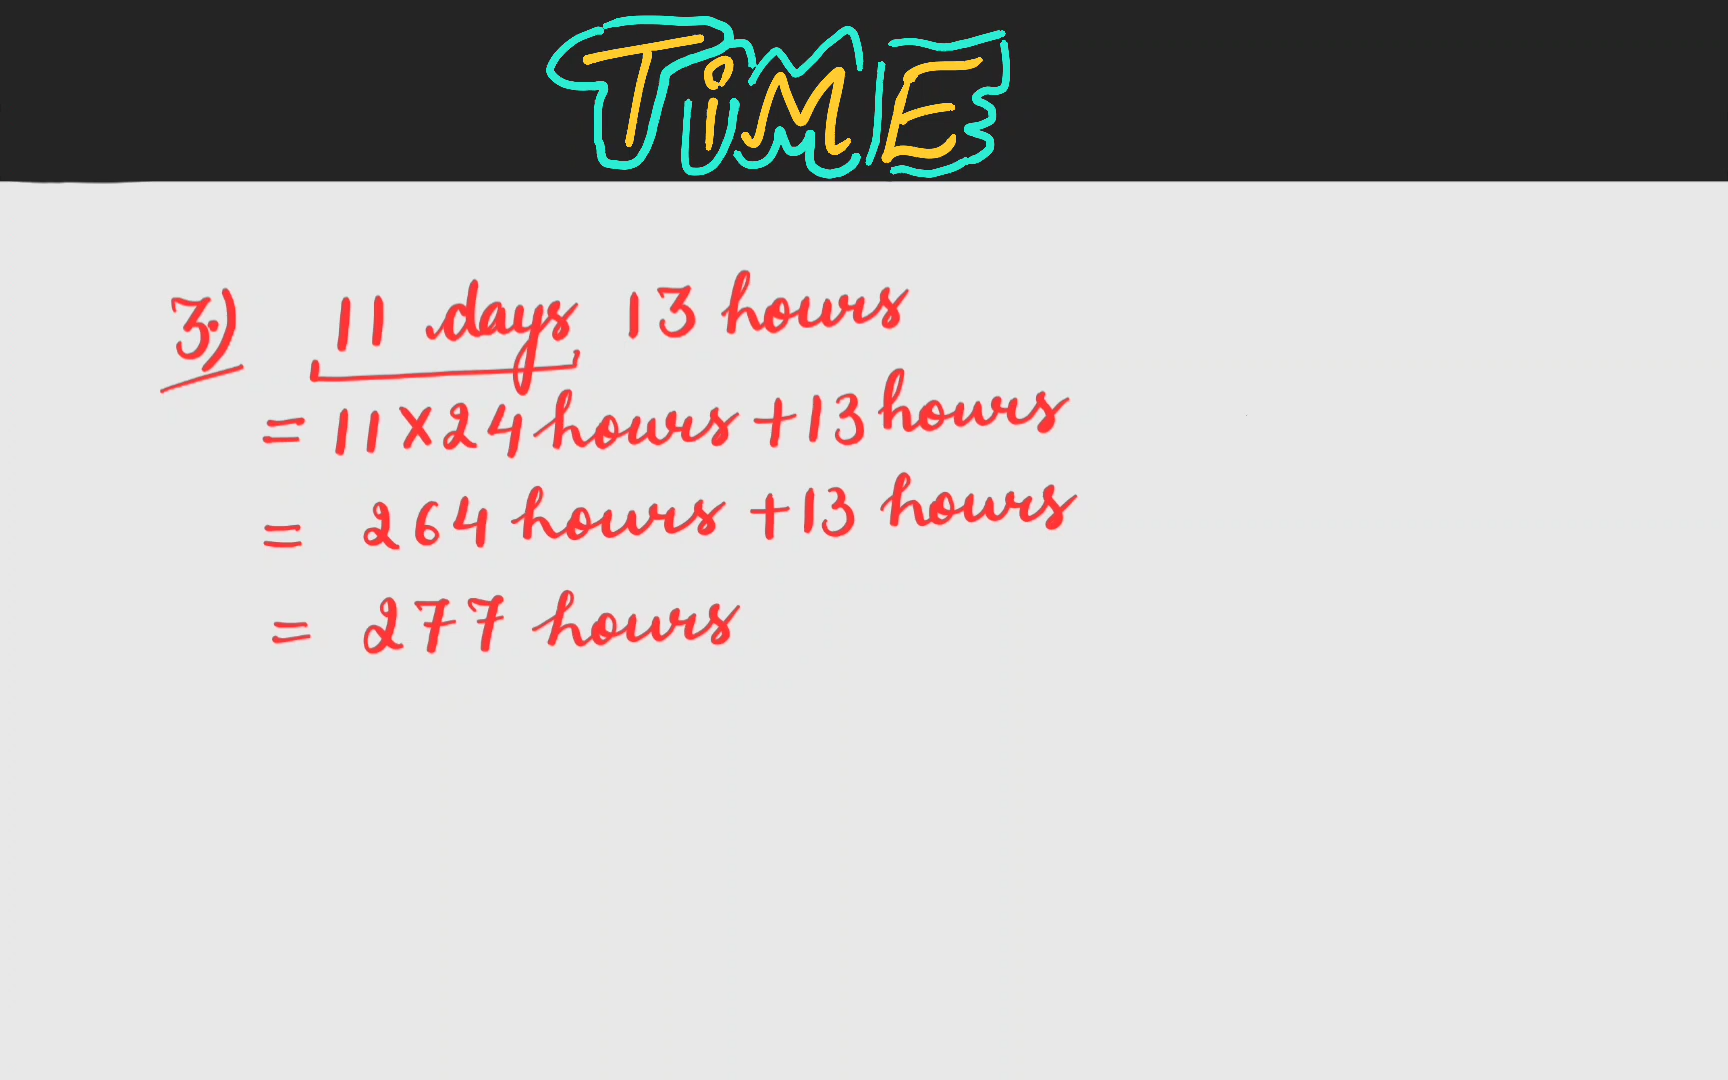 TiME
3.) 11 days 13 hours
= 11 × 24 hours + 13 hours
= 264 hours + 13 hours
= 277 hours